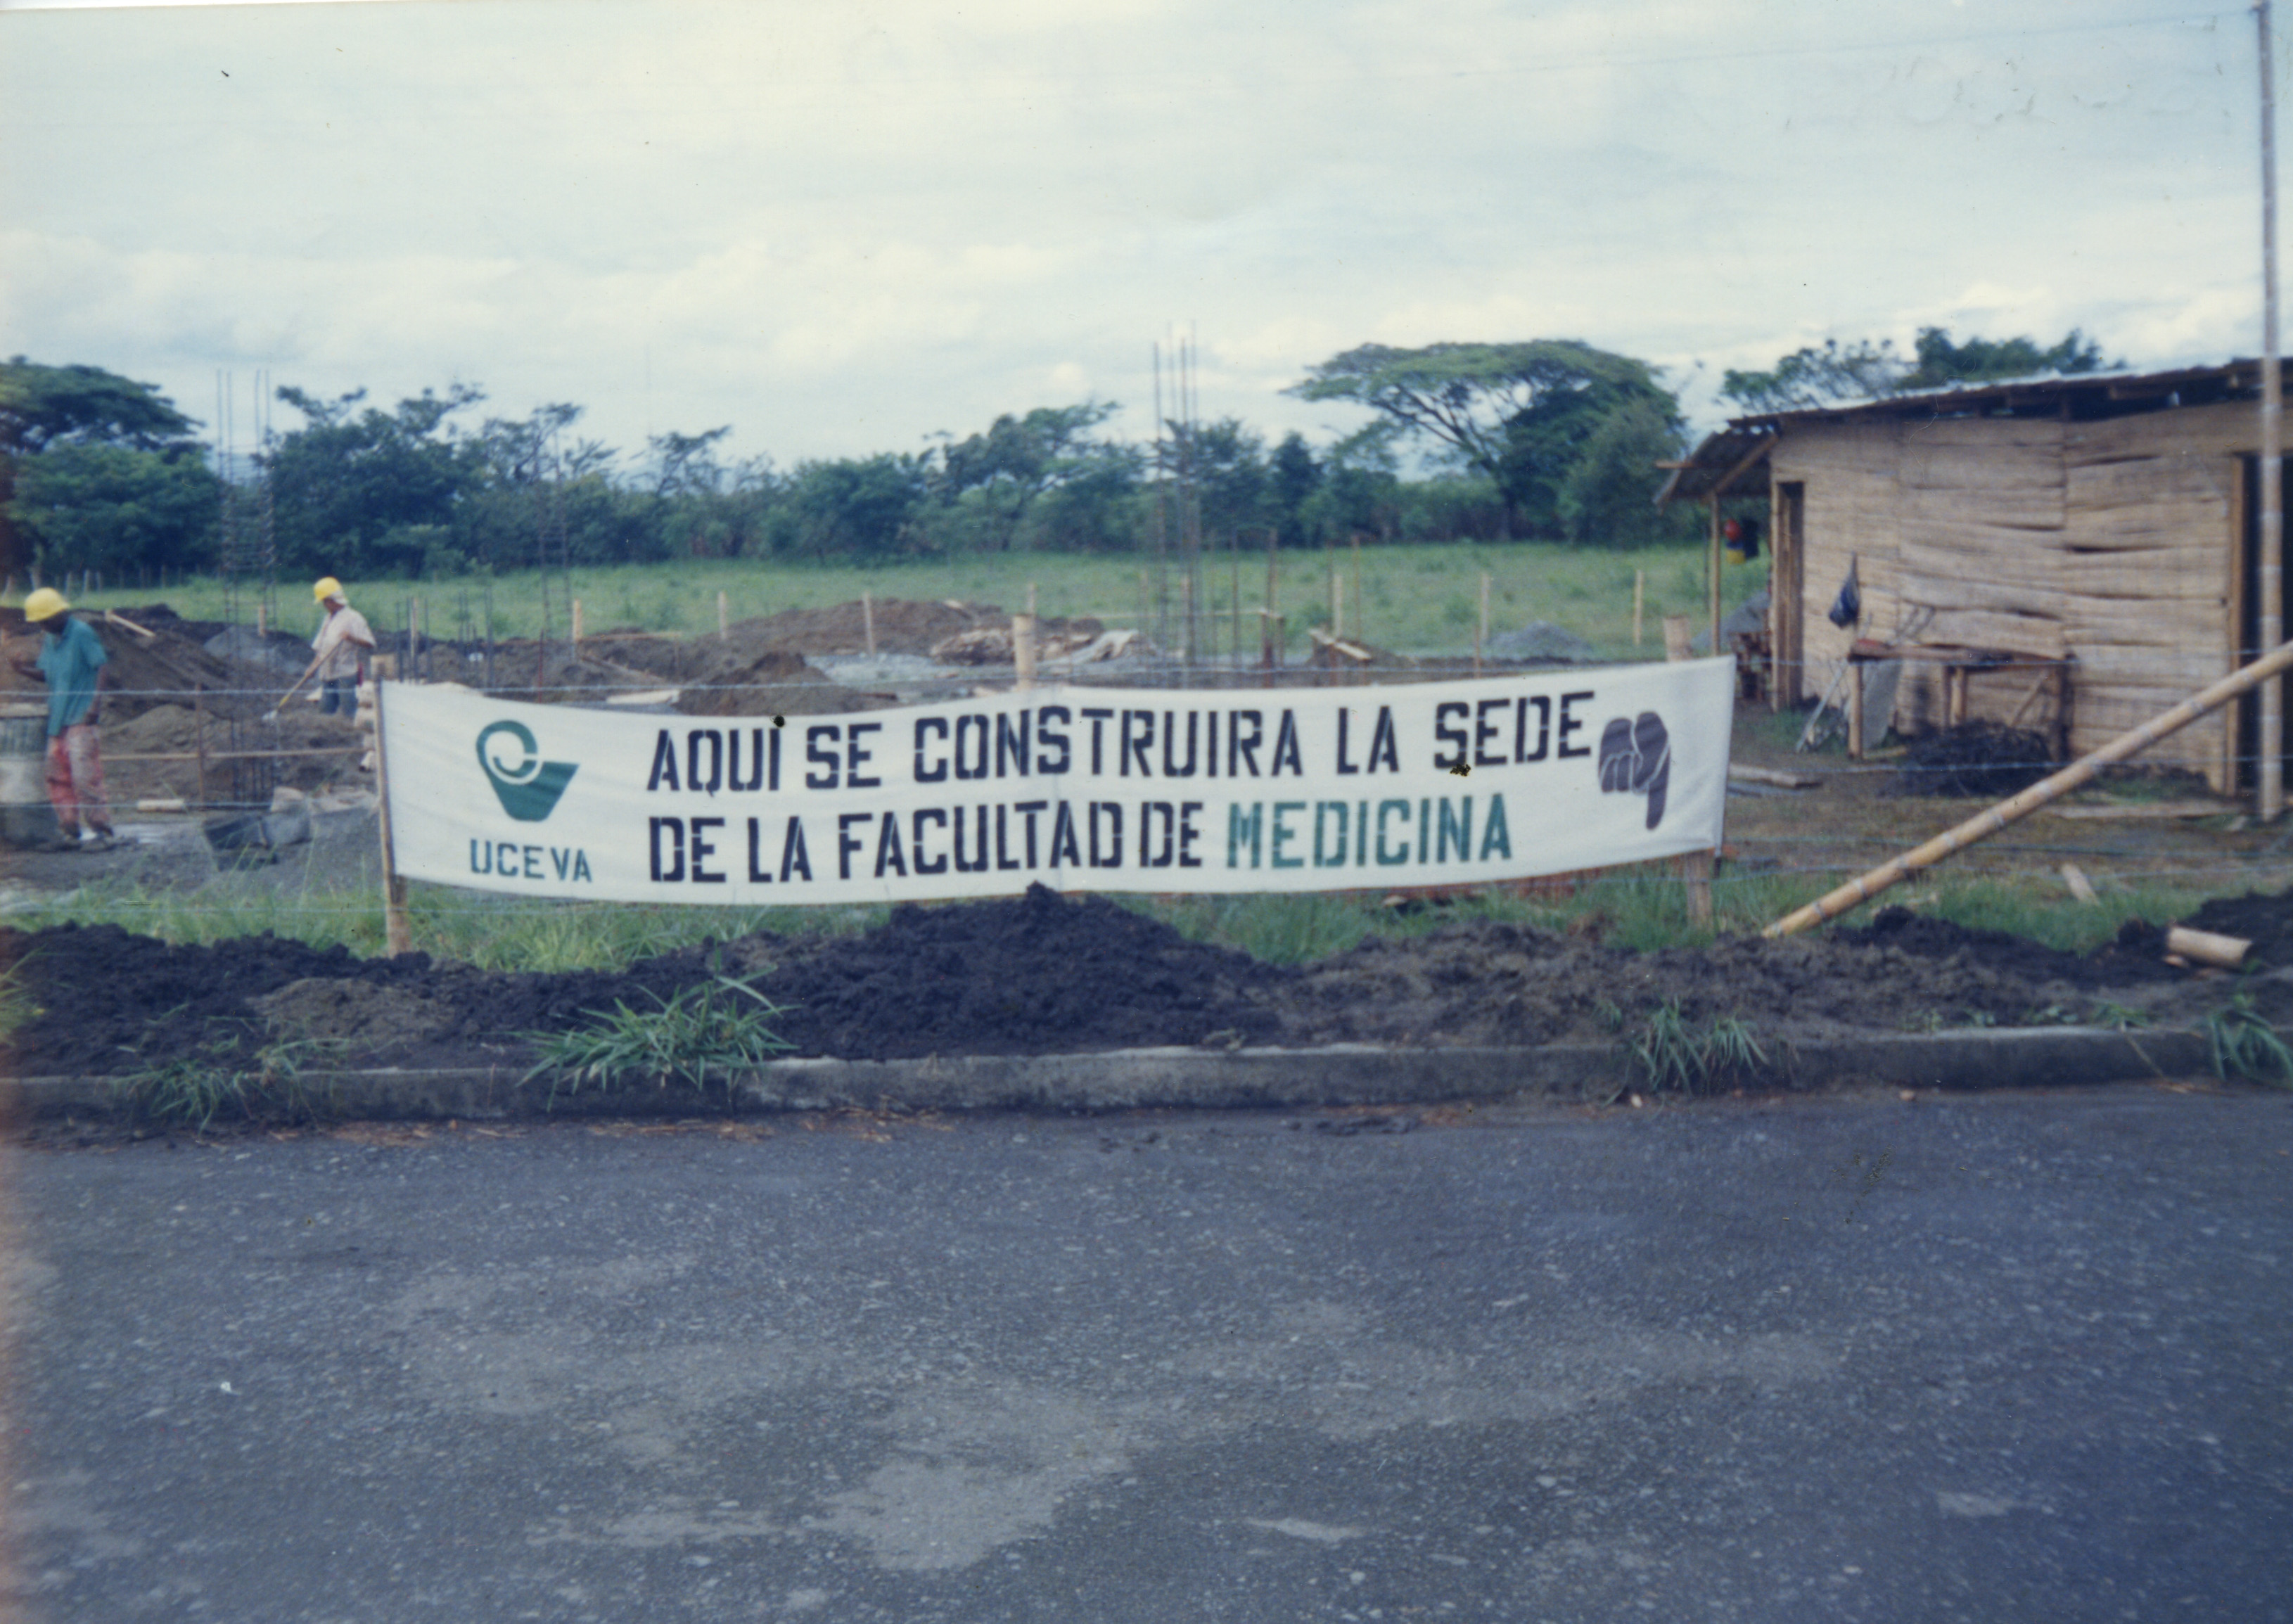 AQUI SE CONSTRUIRA LA SEDE
DE LA FACULTAD DE MEDICINA
UCEVA